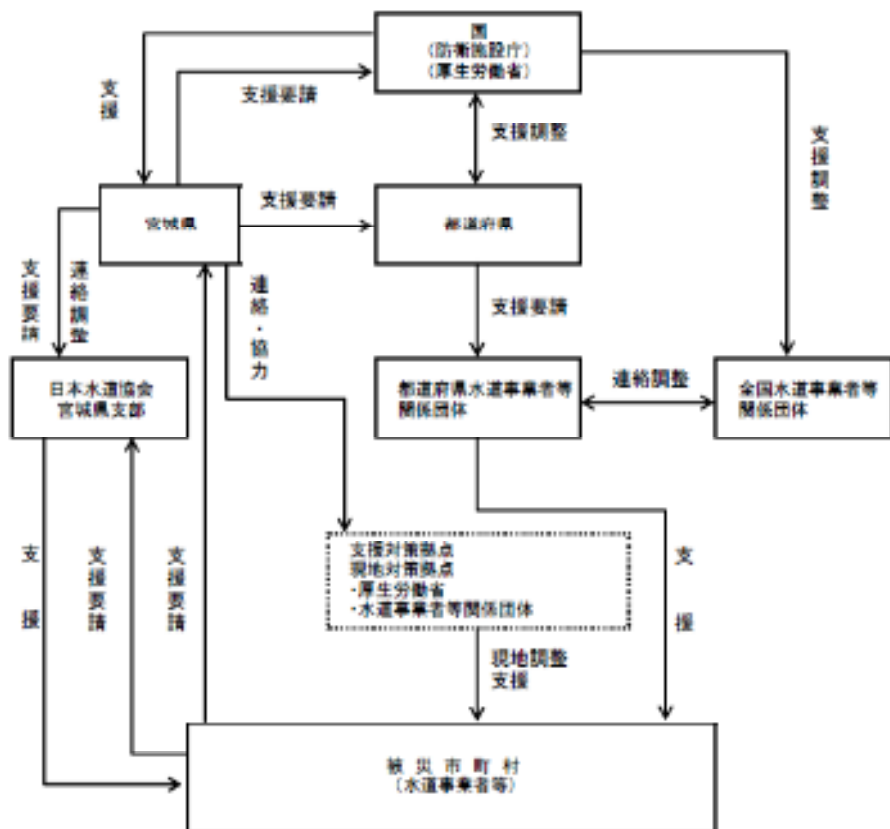 国
(防衛施設庁)
(厚生労働省)
支援
支援要請
支援調整
支援調整
宮城県
支援要請
都道府県
支援要請
連絡調整
連絡・協力
支援要請
日本水道協会
宮城県支部
都道府県水道事業者等
関係団体
連絡調整
全国水道事業者等
関係団体
支援対策拠点
現地対策拠点
・厚生労働省
・水道事業者等関係団体
支援
支援要請
支援要請
支援
現地調整
支援
被災市町村
(水道事業者等)